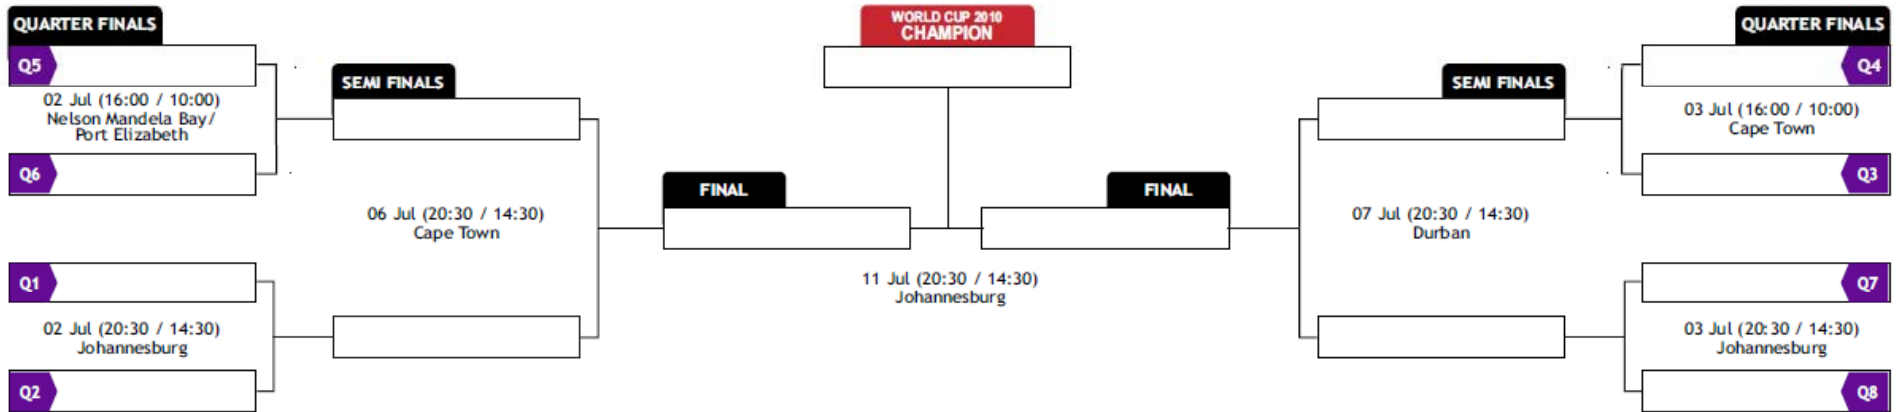 QUARTER FINALS
Q5
02 Jul (16:00 / 10:00)
Nelson Mandela Bay/
Port Elizabeth
Q6
Q1
02 Jul (20:30 / 14:30)
Johannesburg
Q2
SEMI FINALS
06 Jul (20:30 / 14:30)
Cape Town
FINAL
WORLD CUP 2010
CHAMPION
11 Jul (20:30 / 14:30)
Johannesburg
FINAL
SEMI FINALS
07 Jul (20:30 / 14:30)
Durban
QUARTER FINALS
Q4
03 Jul (16:00 / 10:00)
Cape Town
Q3
Q7
03 Jul (20:30 / 14:30)
Johannesburg
Q8